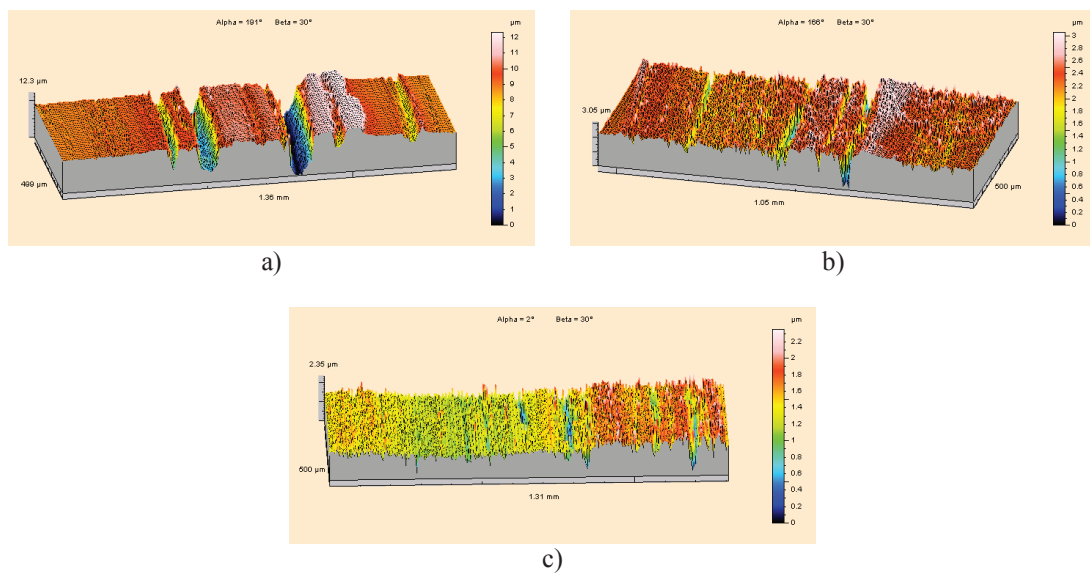 Alpha = 191° Beta = 30°
µm
12.3 µm
12
11
10
9
8
7
6
5
4
3
2
1
0
499 µm
1.36 mm
a)
Alpha = 166° Beta = 30°
µm
3.05 µm
3
2.8
2.6
2.4
2.2
2
1.8
1.6
1.4
1.2
1
0.8
0.6
0.4
0.2
0
500 µm
1.05 mm
b)
Alpha = 2° Beta = 30°
µm
2.35 µm
2.2
2
1.8
1.6
1.4
1.2
1
0.8
0.6
0.4
0.2
0
500 µm
1.31 mm
c)